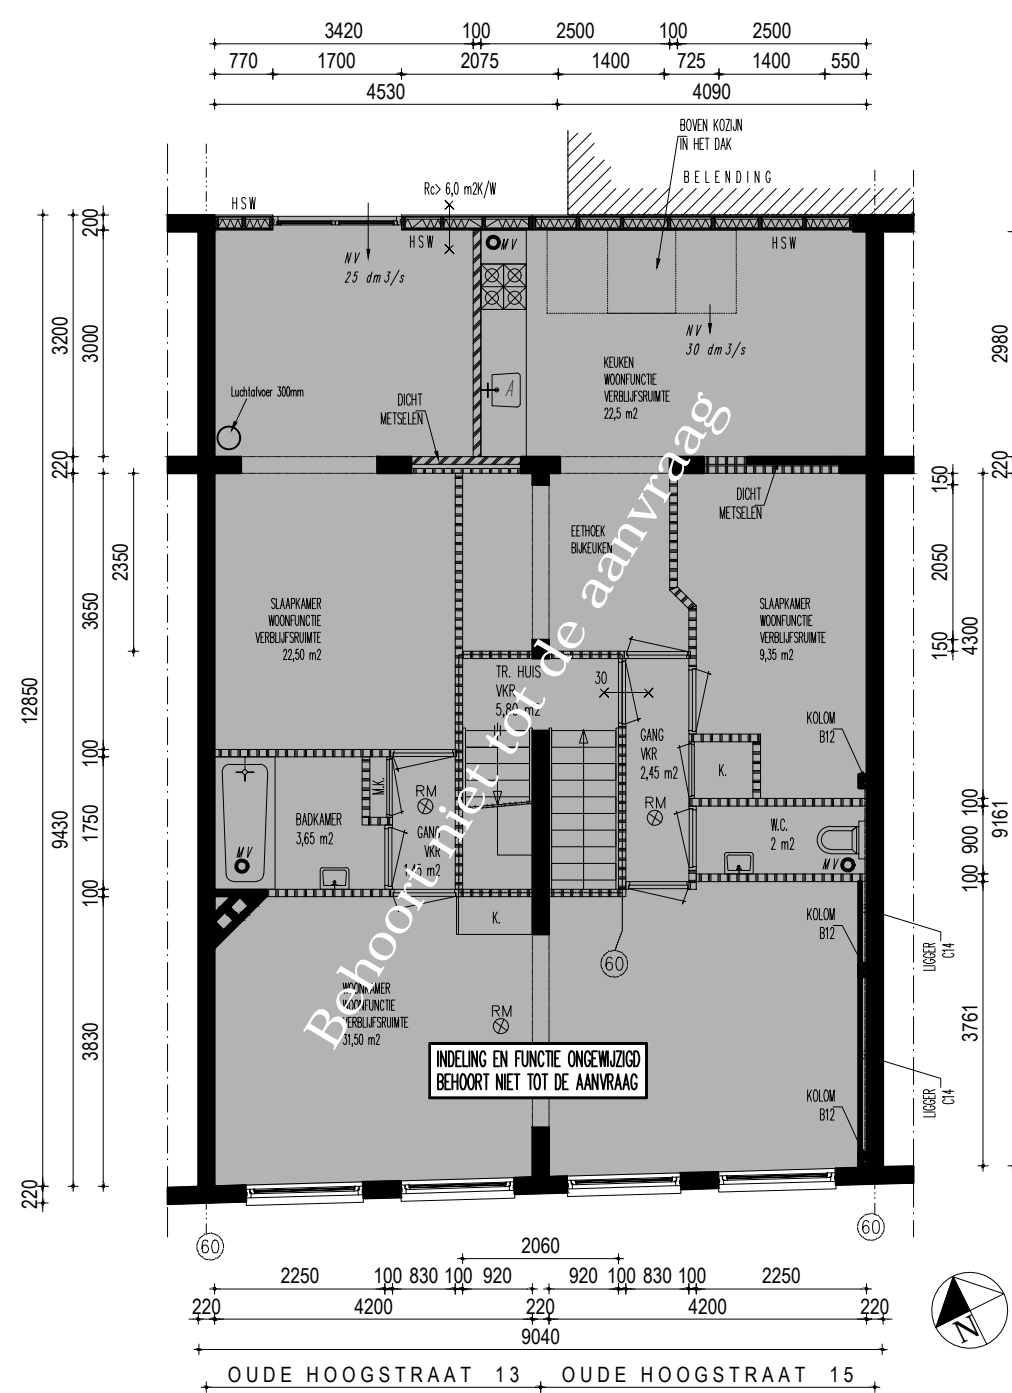 3420 100 2500 100 2500
770 1700 2075 1400 725 1400 550
4530 4090
BOVEN KOZIJN
IN HET DAK
BELENDING
Rc> 6,0 m2K/W
HSW
HSW
HSW
MV
NV
25 dm3/s
NV
30 dm3/s
KEUKEN
WOONFUNCTIE
VERBLIJFSRUIMTE
22,5 m2
A
Luchtafvoer 300mm
DICHT
METSELEN
DICHT
METSELEN
EETHOEK
BIJKEUKEN
SLAAPKAMER
WOONFUNCTIE
VERBLIJFSRUIMTE
22,50 m2
SLAAPKAMER
WOONFUNCTIE
VERBLIJFSRUIMTE
9,35 m2
TR. HUIS
VKR
5,80 m2
30
GANG
VKR
2,45 m2
KOLOM
B12
K.
M.K.
RM
RM
BADKAMER
3,65 m2
GANG
VKR
1,45 m2
W.C.
2 m2
MV
MV
K.
KOLOM
B12
LIGGER
C14
60
WOONKAMER
WOONFUNCTIE
VERBLIJFSRUIMTE
31,50 m2
RM
INDELING EN FUNCTIE ONGEWIJZIGD
BEHOORT NIET TOT DE AANVRAAG
KOLOM
B12
LIGGER
C14
Behoort niet tot de aanvraag
200
3200
3000
220
2350
3650
12850
100
9430
1750
100
3830
220
2980
220
150
2050
150
4300
100
900
9161
100
3761
60
60
2060
2250 100 830 100 920 920 100 830 100 2250
220 4200 220 4200 220
9040
OUDE HOOGSTRAAT 13 OUDE HOOGSTRAAT 15
N